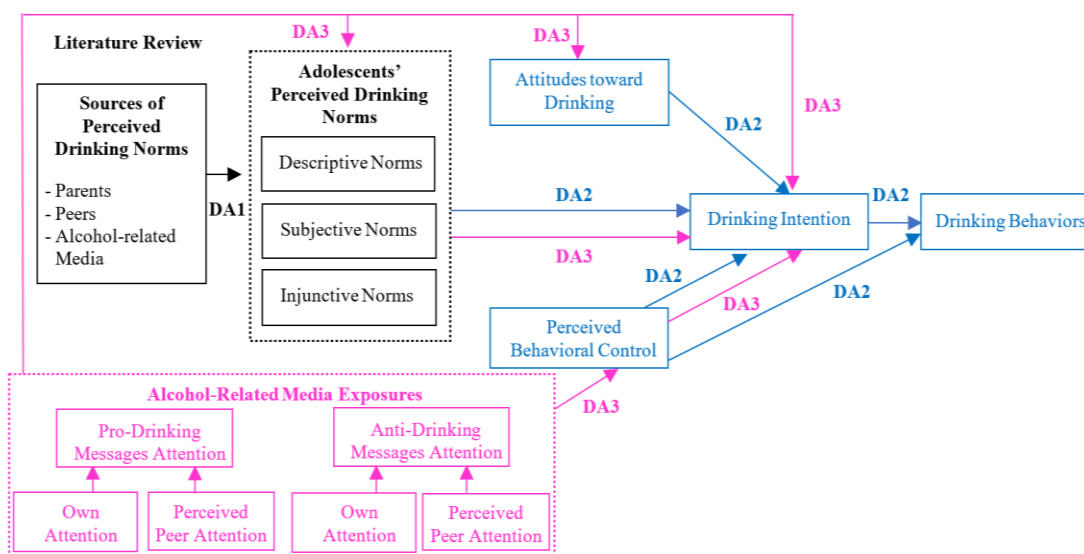 DA3
DA3
Literature Review
Adolescents’
Perceived Drinking
Norms
Attitudes toward
Drinking
DA3
Sources of
Perceived
Drinking Norms
- Parents
- Peers
- Alcohol-related
Media
DA1
Descriptive Norms
Subjective Norms
Injunctive Norms
DA2
DA2
DA3
Drinking Intention
DA2
Drinking Behaviors
DA2
DA3
DA2
Perceived
Behavioral Control
DA3
Alcohol-Related Media Exposures
Pro-Drinking
Messages Attention
Anti-Drinking
Messages Attention
Own
Attention
Perceived
Peer Attention
Own
Attention
Perceived
Peer Attention